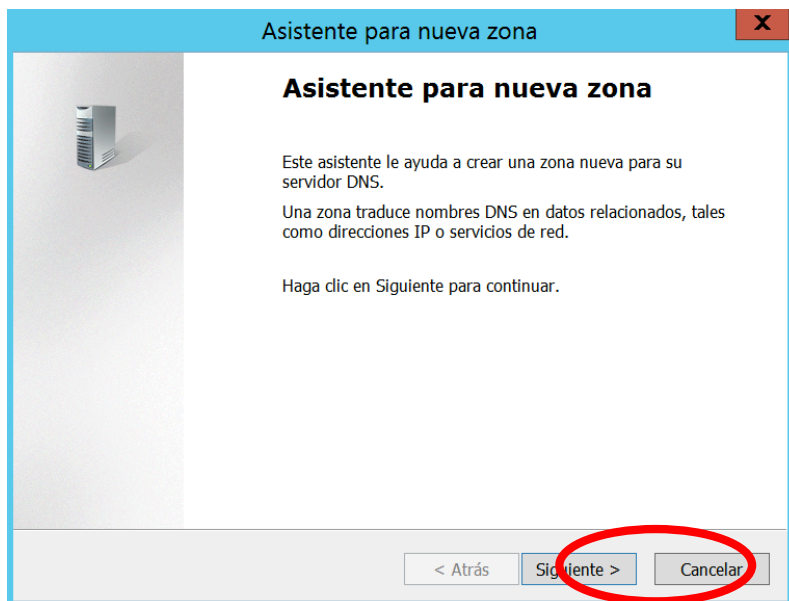 Asistente para nueva zona
X
Asistente para nueva zona
Este asistente le ayuda a crear una zona nueva para su
servidor DNS.
Una zona traduce nombres DNS en datos relacionados, tales
como direcciones IP o servicios de red.
Haga clic en Siguiente para continuar.
< Atrás Siguiente > Cancelar